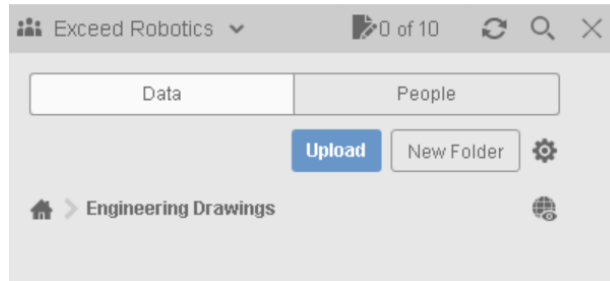 Exceed Robotics 0 of 10
Data People
Upload New Folder
Engineering Drawings